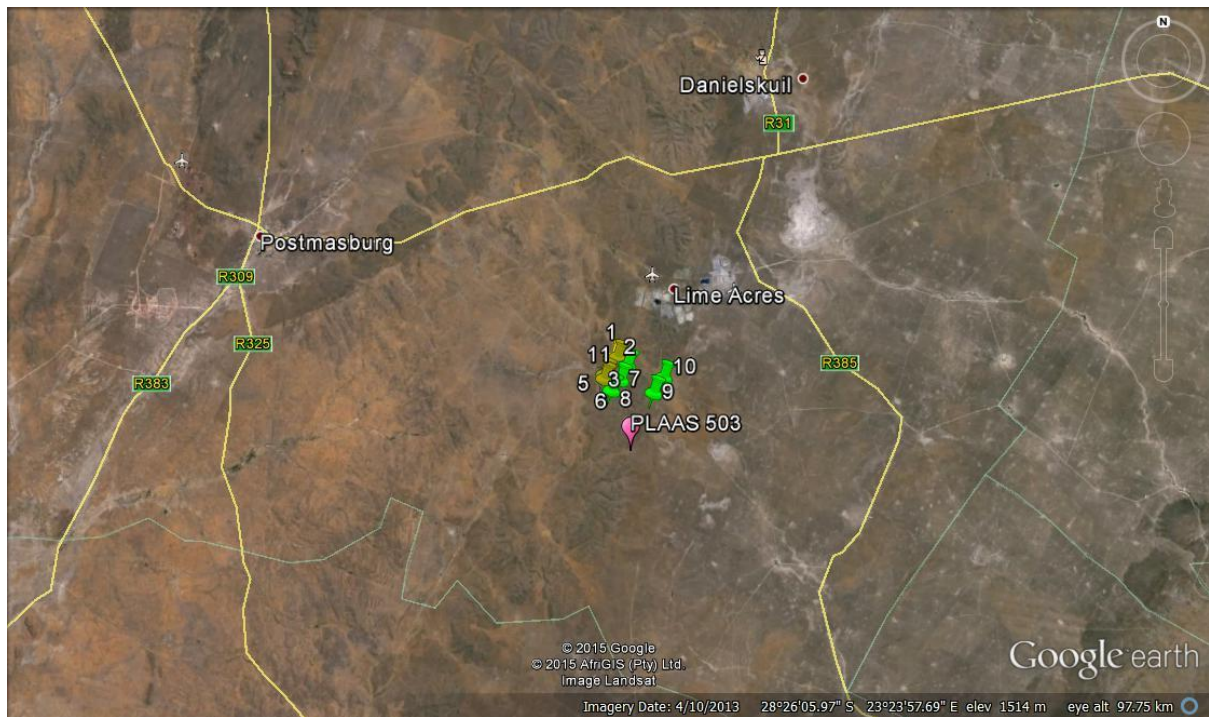 N
Danielskuil
R31
Postmasburg
R309
Lime Acres
1
2
R325
11
10
R385
R383
5
3
7
6
8
9
PLAAS 503
© 2015 Google
© 2015 AfriGIS (Pty) Ltd.
Image Landsat
Google earth
Imagery Date: 4/10/2013 28°26'05.97" S 23°23'57.69" E elev 1514 m eye alt 97.75 km